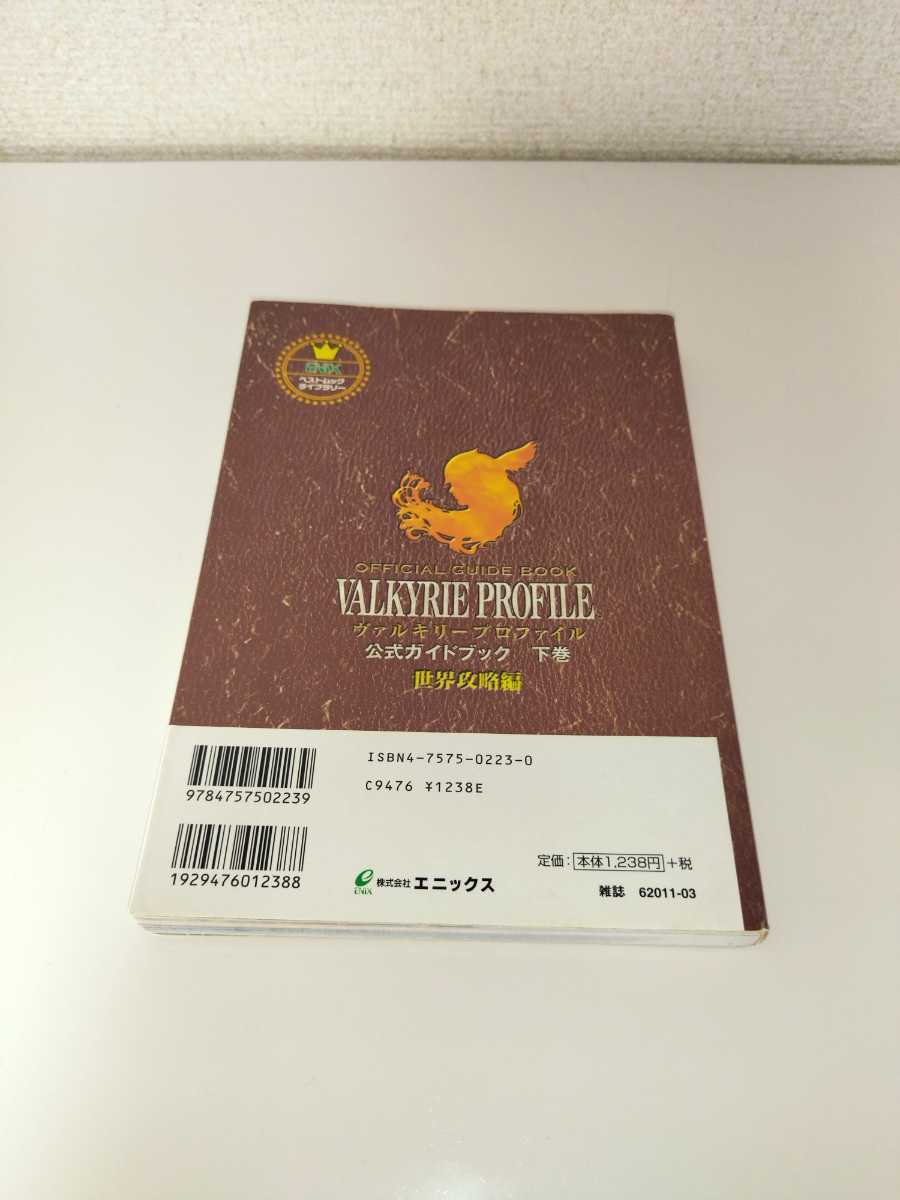 ENIX
ベストムック
ライブラリー
OFFICIAL GUIDE BOOK
VALKYRIE PROFILE
ヴァルキリープロファイル
公式ガイドブック 下巻
世界攻略編
ISBN4-7575-0223-0
C9476 ¥1238E
9784757502239
1929476012388
定価:本体1,238円+税
ENIX 株式会社 エニックス
雑誌 62011-03